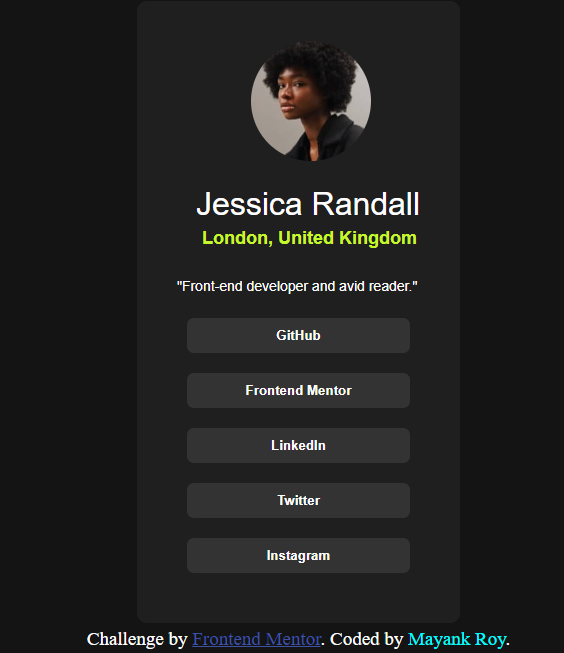 Jessica Randall
London, United Kingdom
"Front-end developer and avid reader."
GitHub
Frontend Mentor
LinkedIn
Twitter
Instagram
Challenge by Frontend Mentor. Coded by Mayank Roy.